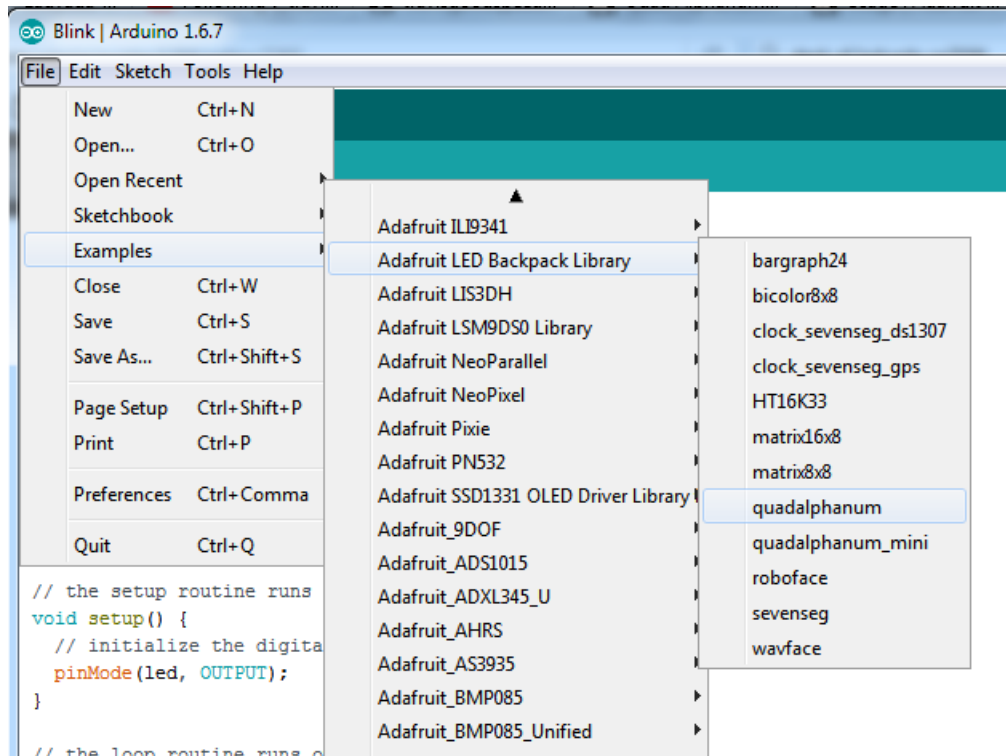 Blink | Arduino 1.6.7
File Edit Sketch Tools Help
New Ctrl+N
Open... Ctrl+O
Open Recent
Sketchbook
Examples
Close Ctrl+W
Save Ctrl+S
Save As... Ctrl+Shift+S
Page Setup Ctrl+Shift+P
Print Ctrl+P
Preferences Ctrl+Comma
Quit Ctrl+Q
Adafruit ILI9341
Adafruit LED Backpack Library
Adafruit LIS3DH
Adafruit LSM9DS0 Library
Adafruit NeoParallel
Adafruit NeoPixel
Adafruit Pixie
Adafruit PN532
Adafruit SSD1331 OLED Driver Library
Adafruit_9DOF
Adafruit_ADS1015
Adafruit_ADXL345_U
Adafruit_AHRS
Adafruit_AS3935
Adafruit_BMP085
Adafruit_BMP085_Unified
bargraph24
bicolor8x8
clock_sevenseg_ds1307
clock_sevenseg_gps
HT16K33
matrix16x8
matrix8x8
quadalphanum
quadalphanum_mini
roboface
sevenseg
wavface
// the setup routine runs
void setup() {
// initialize the digita
pinMode(led, OUTPUT);
}
// the loop routine runs o